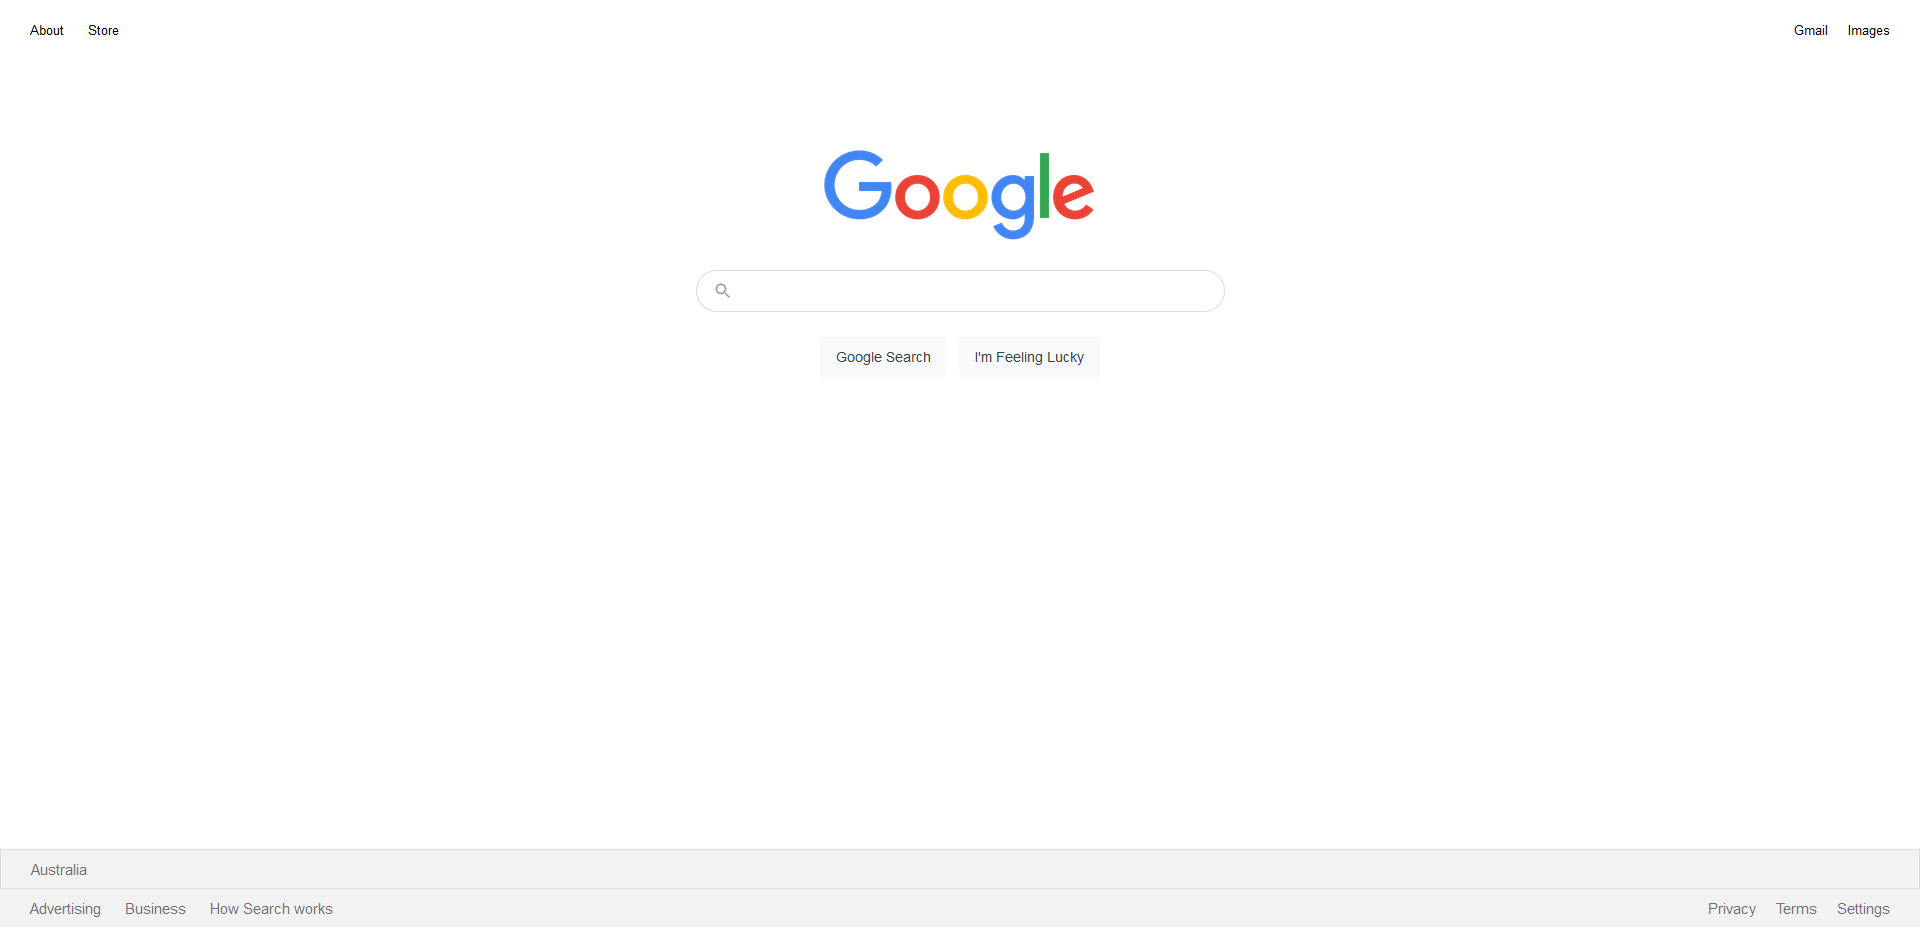 About Store Gmail Images
Google
Google Search I'm Feeling Lucky
Australia
Advertising Business How Search works Privacy Terms Settings